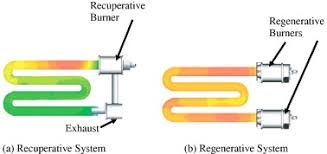 Recuperative
Burner
Regenerative
Burners
Exhaust
(a) Recuperative System
(b) Regenerative System